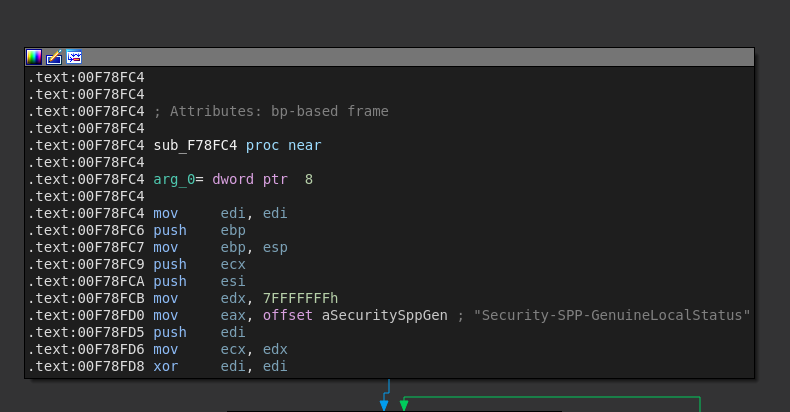 .text:00F78FC4
.text:00F78FC4
.text:00F78FC4 ; Attributes: bp-based frame
.text:00F78FC4
.text:00F78FC4 sub_F78FC4 proc near
.text:00F78FC4
.text:00F78FC4 arg_0= dword ptr  8
.text:00F78FC4
.text:00F78FC4 mov     edi, edi
.text:00F78FC6 push    ebp
.text:00F78FC7 mov     ebp, esp
.text:00F78FC9 push    ecx
.text:00F78FCA push    esi
.text:00F78FCB mov     edx, 7FFFFFFFh
.text:00F78FD0 mov     eax, offset aSecuritySppGen ; "Security-SPP-GenuineLocalStatus"
.text:00F78FD5 push    edi
.text:00F78FD6 mov     ecx, edx
.text:00F78FD8 xor     edi, edi